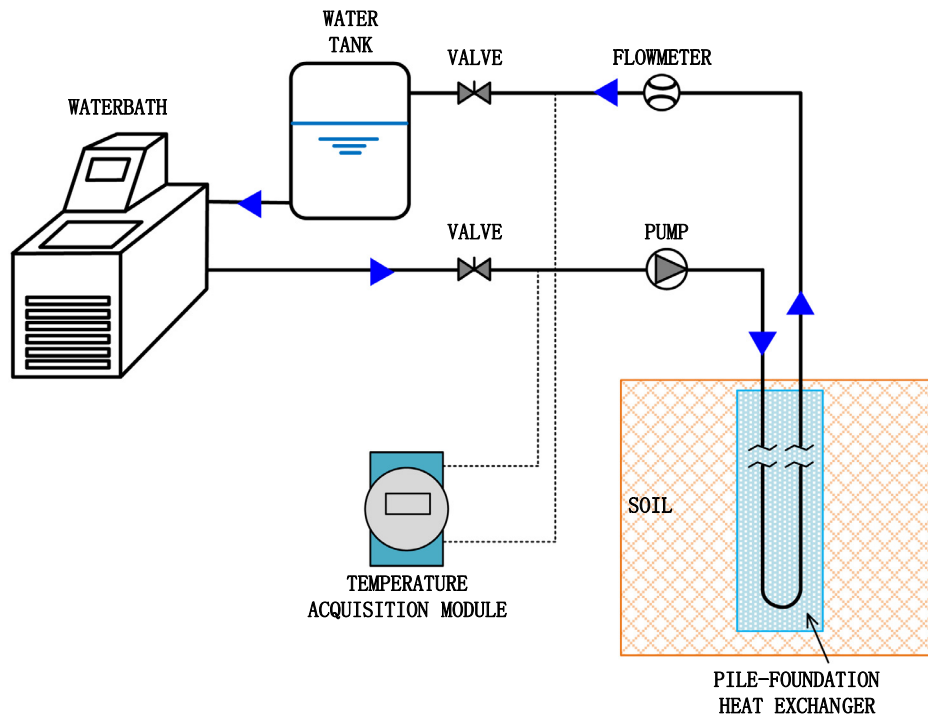 WATER
TANK
VALVE
FLOWMETER
WATERBATH
VALVE
PUMP
SOIL
TEMPERATURE
ACQUISITION MODULE
PILE-FOUNDATION
HEAT EXCHANGER